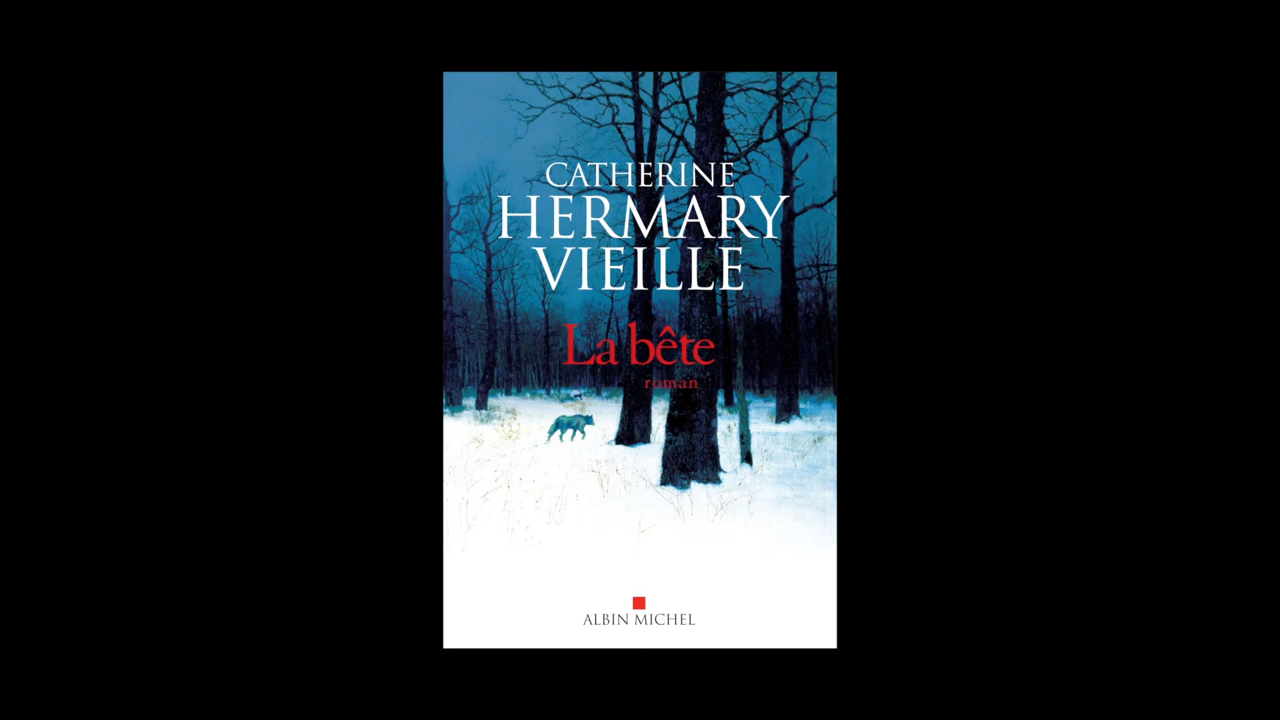 CATHERINE
HERMARY
VIEILLE
La bête
roman
ALBIN MICHEL